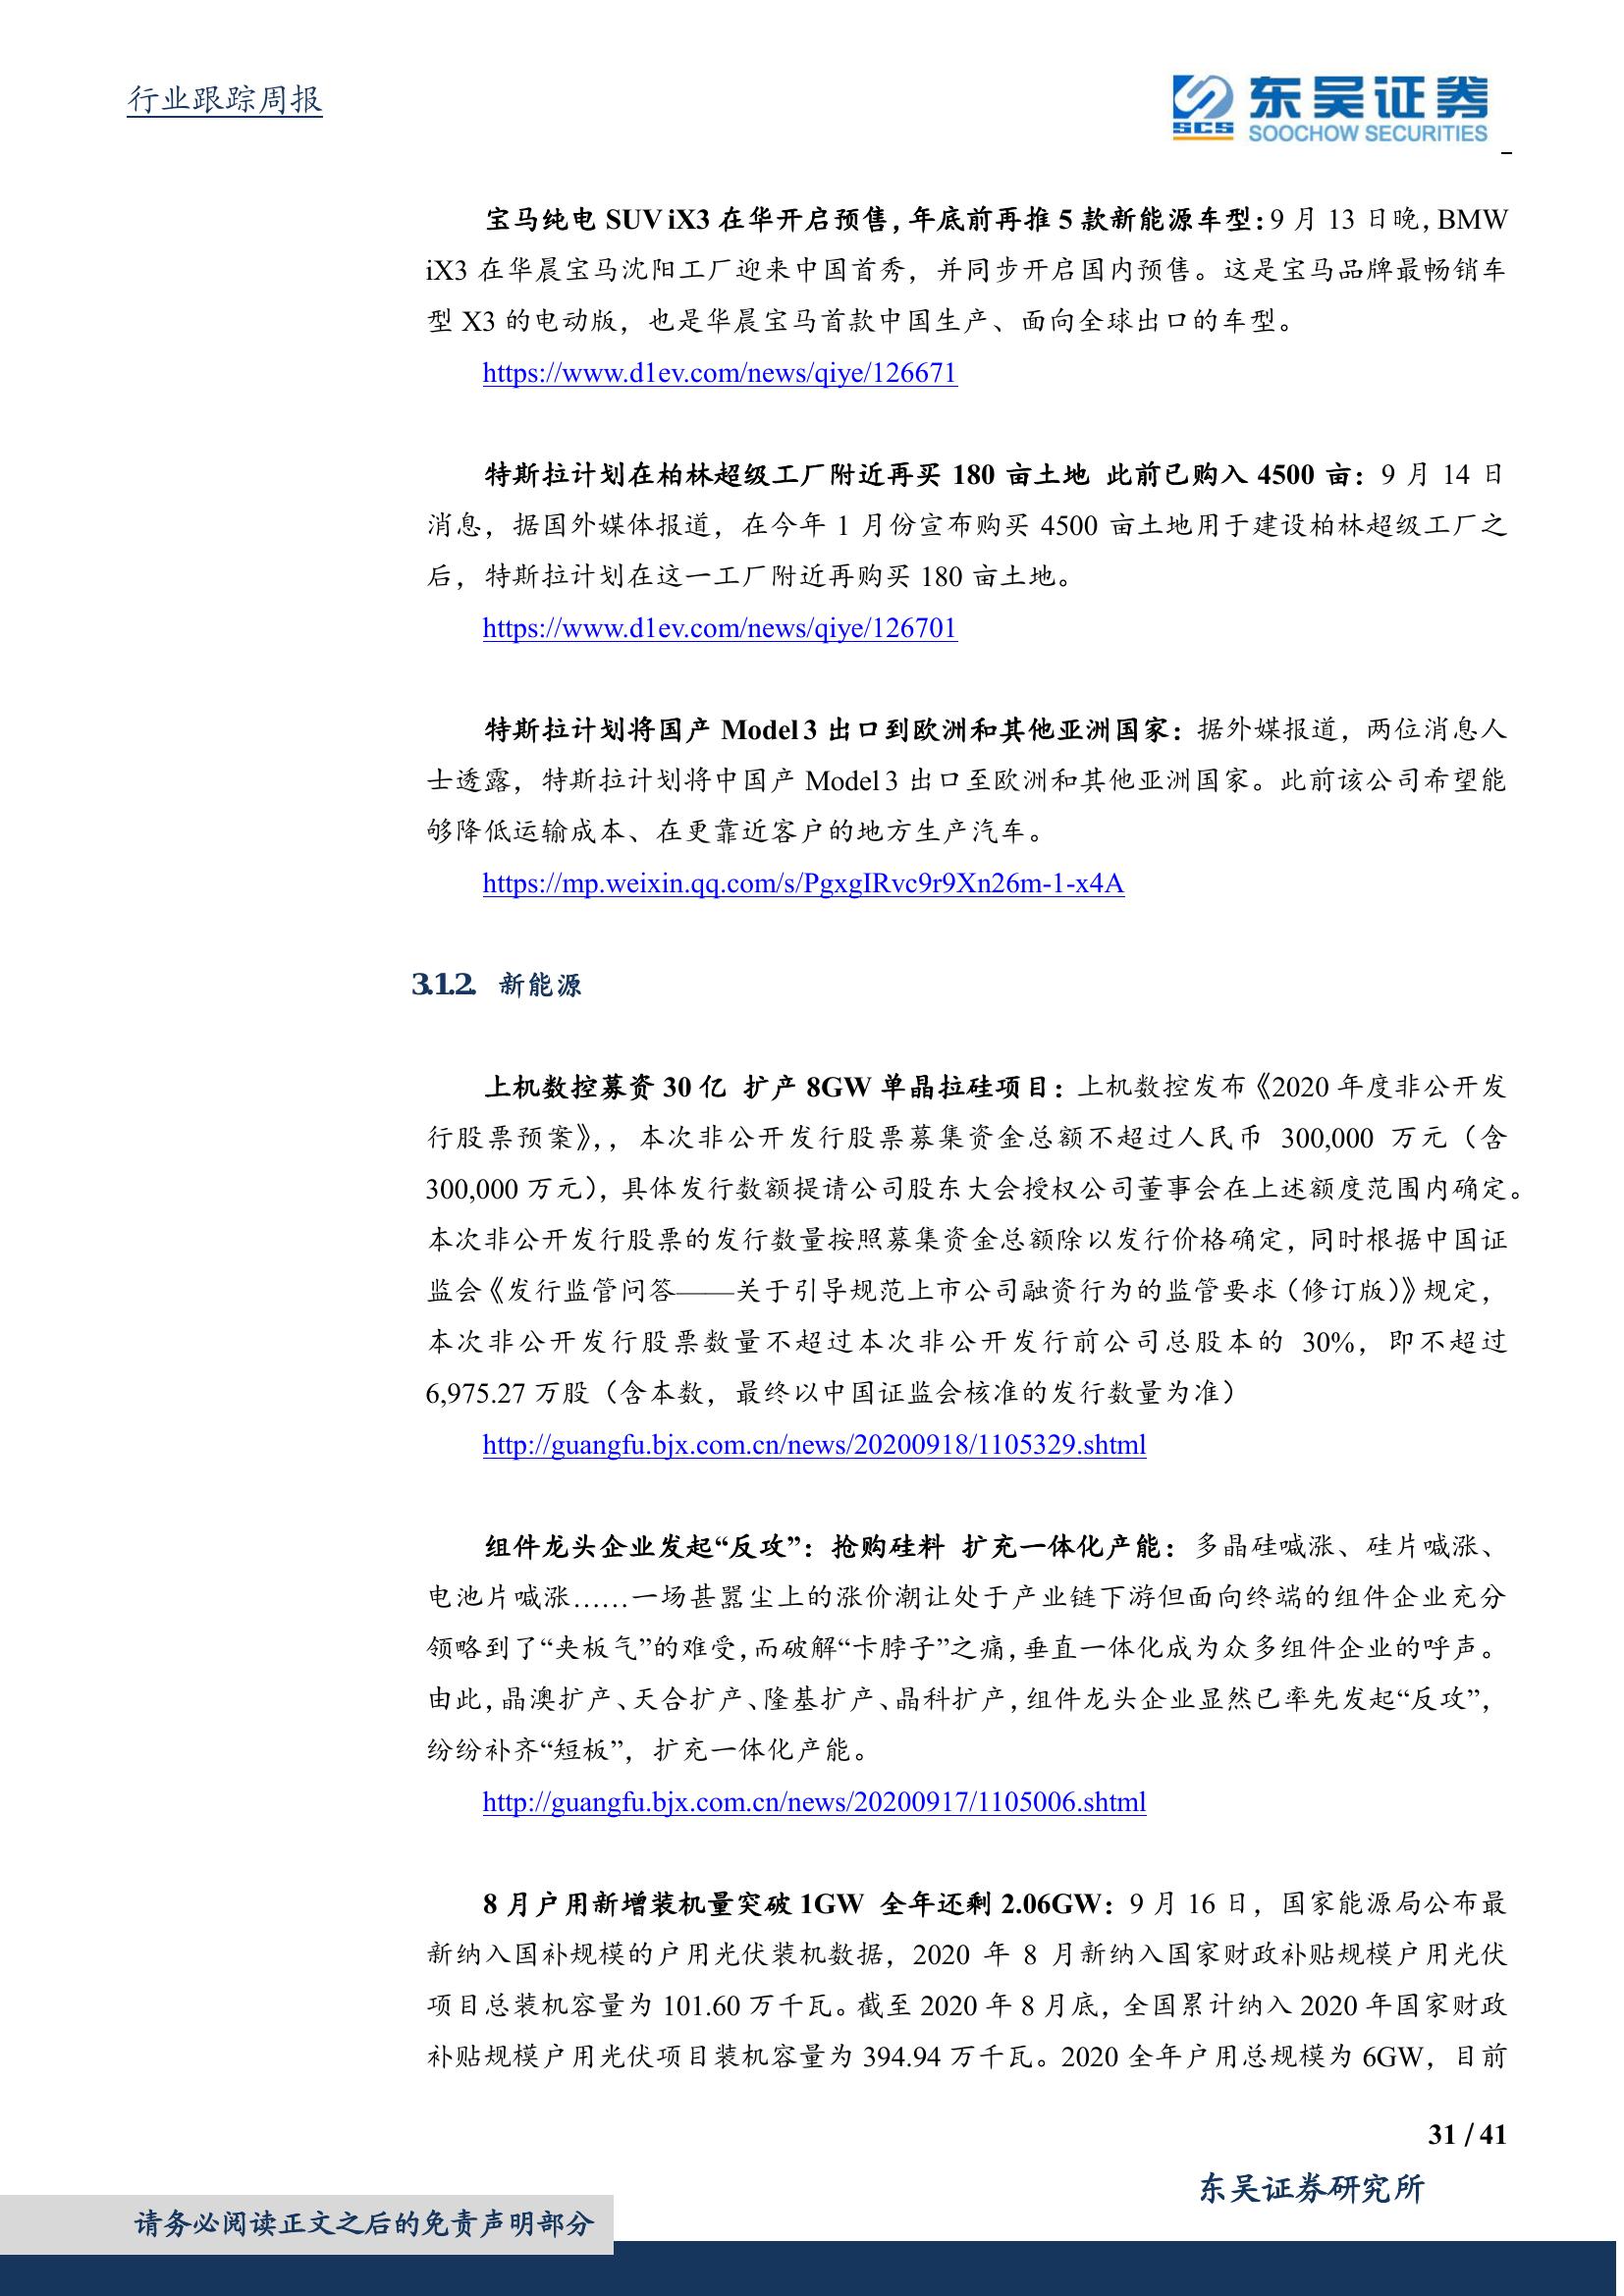 行业跟踪周报
东吴证券
SCS
SOOCHOW SECURITIES
宝马纯电 SUV iX3 在华开启预售，年底前再推 5 款新能源车型：9 月 13 日晚，BMW
iX3 在华晨宝马沈阳工厂迎来中国首秀，并同步开启国内预售。这是宝马品牌最畅销车
型 X3 的电动版，也是华晨宝马首款中国生产、面向全球出口的车型。
https://www.d1ev.com/news/qiye/126671
特斯拉计划在柏林超级工厂附近再买 180 亩土地 此前已购入 4500 亩：9 月 14 日
消息，据国外媒体报道，在今年 1 月份宣布购买 4500 亩土地用于建设柏林超级工厂之
后，特斯拉计划在这一工厂附近再购买 180 亩土地。
https://www.d1ev.com/news/qiye/126701
特斯拉计划将国产 Model 3 出口到欧洲和其他亚洲国家：据外媒报道，两位消息人
士透露，特斯拉计划将中国产 Model 3 出口至欧洲和其他亚洲国家。此前该公司希望能
够降低运输成本、在更靠近客户的地方生产汽车。
https://mp.weixin.qq.com/s/PgxgIRvc9r9Xn26m-1-x4A
3.1.2. 新能源
上机数控募资 30 亿 扩产 8GW 单晶拉硅项目：上机数控发布《2020 年度非公开发
行股票预案》，，本次非公开发行股票募集资金总额不超过人民币 300,000 万元（含
300,000 万元），具体发行数额提请公司股东大会授权公司董事会在上述额度范围内确定。
本次非公开发行股票的发行数量按照募集资金总额除以发行价格确定，同时根据中国证
监会《发行监管问答——关于引导规范上市公司融资行为的监管要求（修订版）》规定，
本次非公开发行股票数量不超过本次非公开发行前公司总股本的 30%，即不超过
6,975.27 万股（含本数，最终以中国证监会核准的发行数量为准）
http://guangfu.bjx.com.cn/news/20200918/1105329.shtml
组件龙头企业发起“反攻”：抢购硅料 扩充一体化产能：多晶硅喊涨、硅片喊涨、
电池片喊涨……一场甚嚣尘上的涨价潮让处于产业链下游但面向终端的组件企业充分
领略到了“夹板气”的难受，而破解“卡脖子”之痛，垂直一体化成为众多组件企业的呼声。
由此，晶澳扩产、天合扩产、隆基扩产、晶科扩产，组件龙头企业显然已率先发起“反攻”，
纷纷补齐“短板”，扩充一体化产能。
http://guangfu.bjx.com.cn/news/20200917/1105006.shtml
8 月户用新增装机量突破 1GW 全年还剩 2.06GW：9 月 16 日，国家能源局公布最
新纳入国补规模的户用光伏装机数据，2020 年 8 月新纳入国家财政补贴规模户用光伏
项目总装机容量为 101.60 万千瓦。截至 2020 年 8 月底，全国累计纳入 2020 年国家财政
补贴规模户用光伏项目装机容量为 394.94 万千瓦。2020 全年户用总规模为 6GW，目前
31 / 41
东吴证券研究所
请务必阅读正文之后的免责声明部分